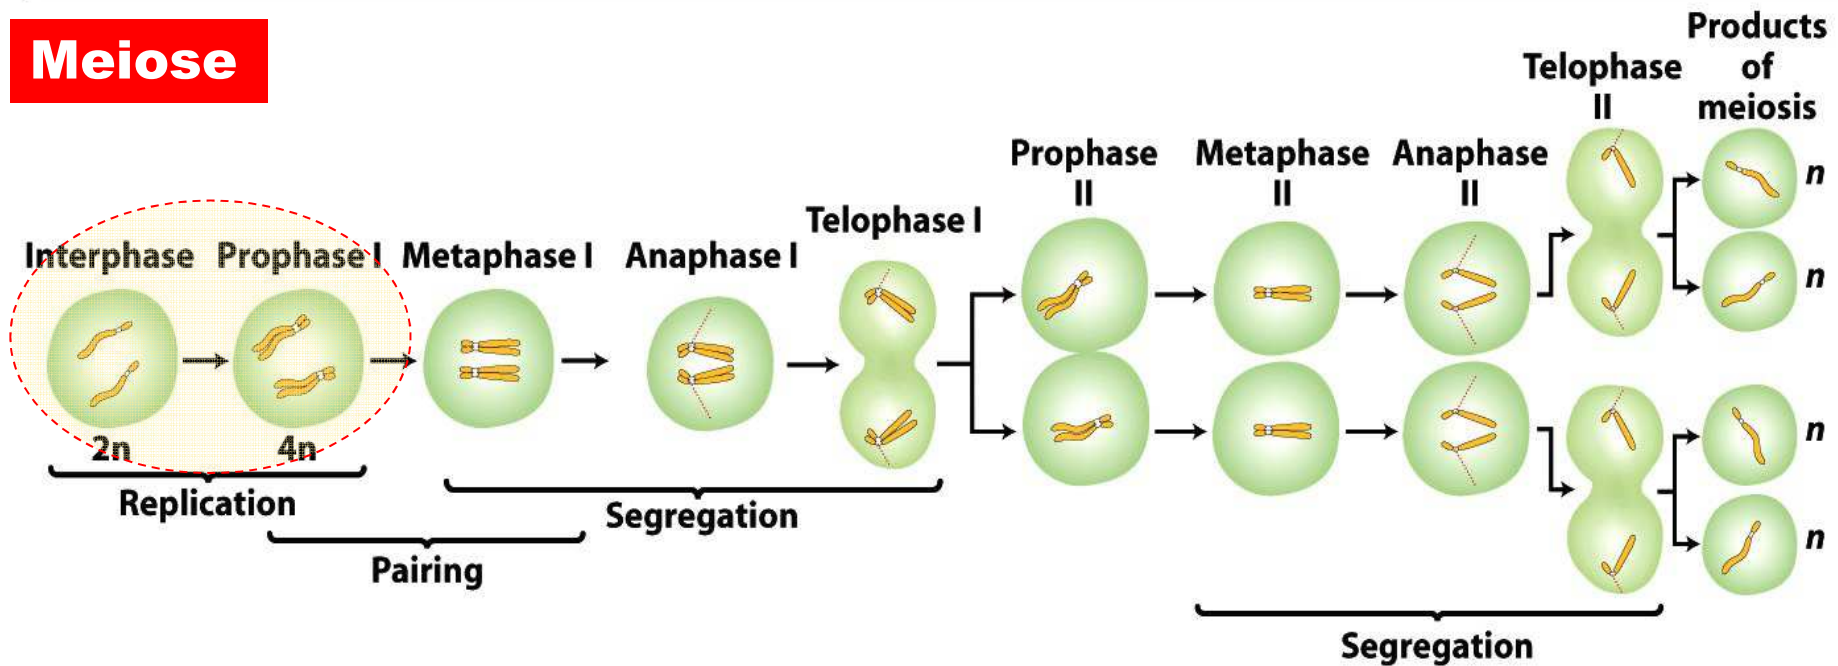 Meiose
Interphase
Prophase I
Metaphase I
Anaphase I
Telophase I
Prophase
II
Metaphase
II
Anaphase
II
Telophase
II
Products
of
meiosis
2n
4n
n
n
n
n
Replication
Segregation
Pairing
Segregation